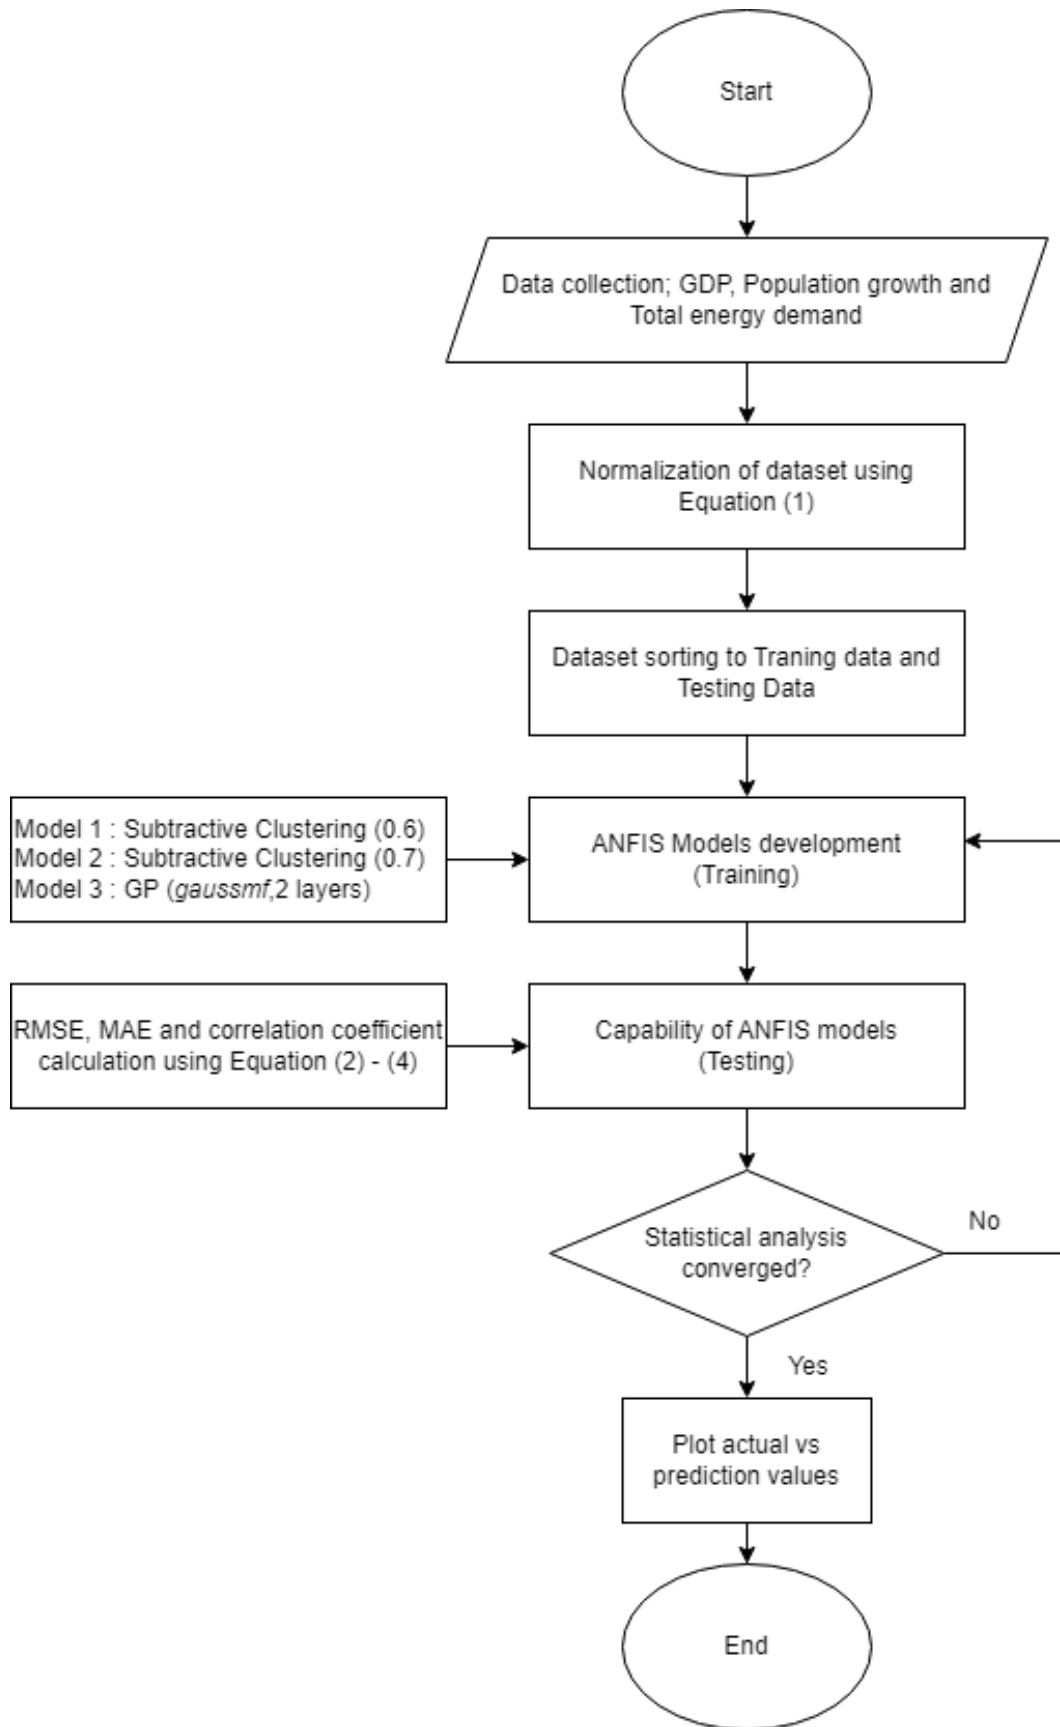 Start
Data collection; GDP, Population growth and
Total energy demand
Normalization of dataset using
Equation (1)
Dataset sorting to Traning data and
Testing Data
Model 1 : Subtractive Clustering (0.6)
Model 2 : Subtractive Clustering (0.7)
Model 3 : GP (gaussmf,2 layers)
ANFIS Models development
(Training)
RMSE, MAE and correlation coefficient
calculation using Equation (2) - (4)
Capability of ANFIS models
(Testing)
Statistical analysis
converged?
No
Yes
Plot actual vs
prediction values
End